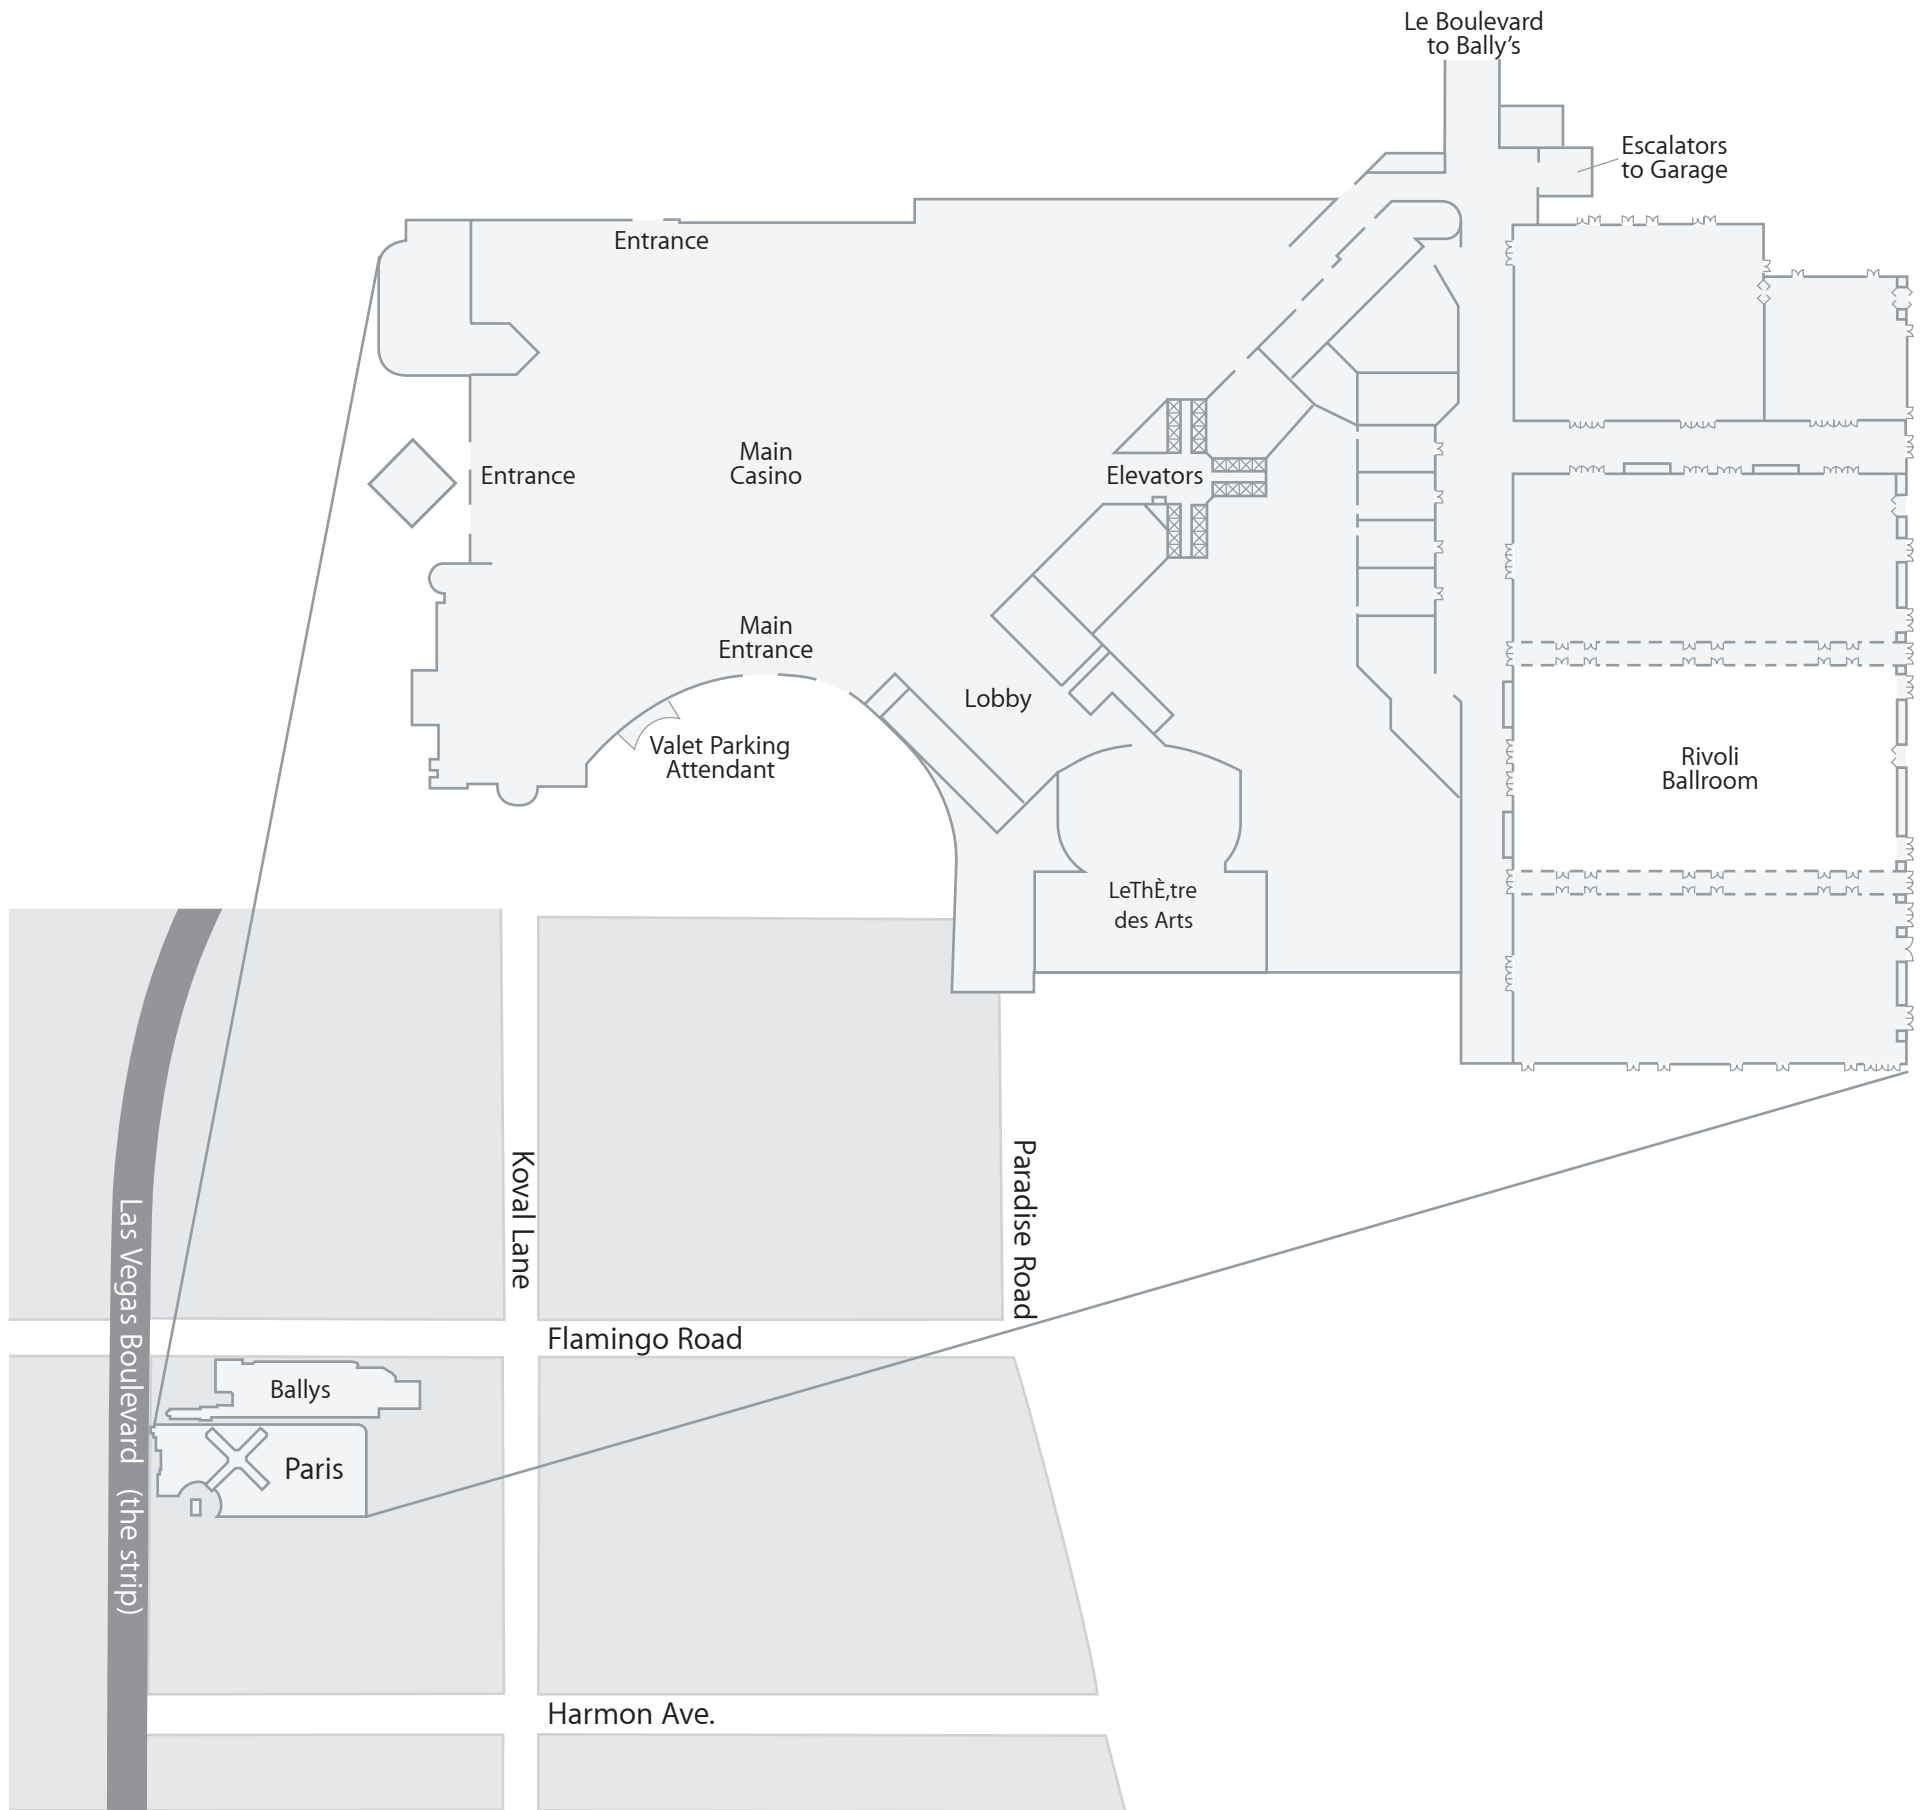 Le Boulevard
to Bally's
Escalators
to Garage
Entrance
Main
Casino
Entrance
Elevators
Main
Entrance
Lobby
Valet Parking
Attendant
Rivoli
Ballroom
LeThÈ,tre
des Arts
Koval Lane
Paradise Road
Las Vegas Boulevard (the strip)
Flamingo Road
Ballys
Paris
Harmon Ave.